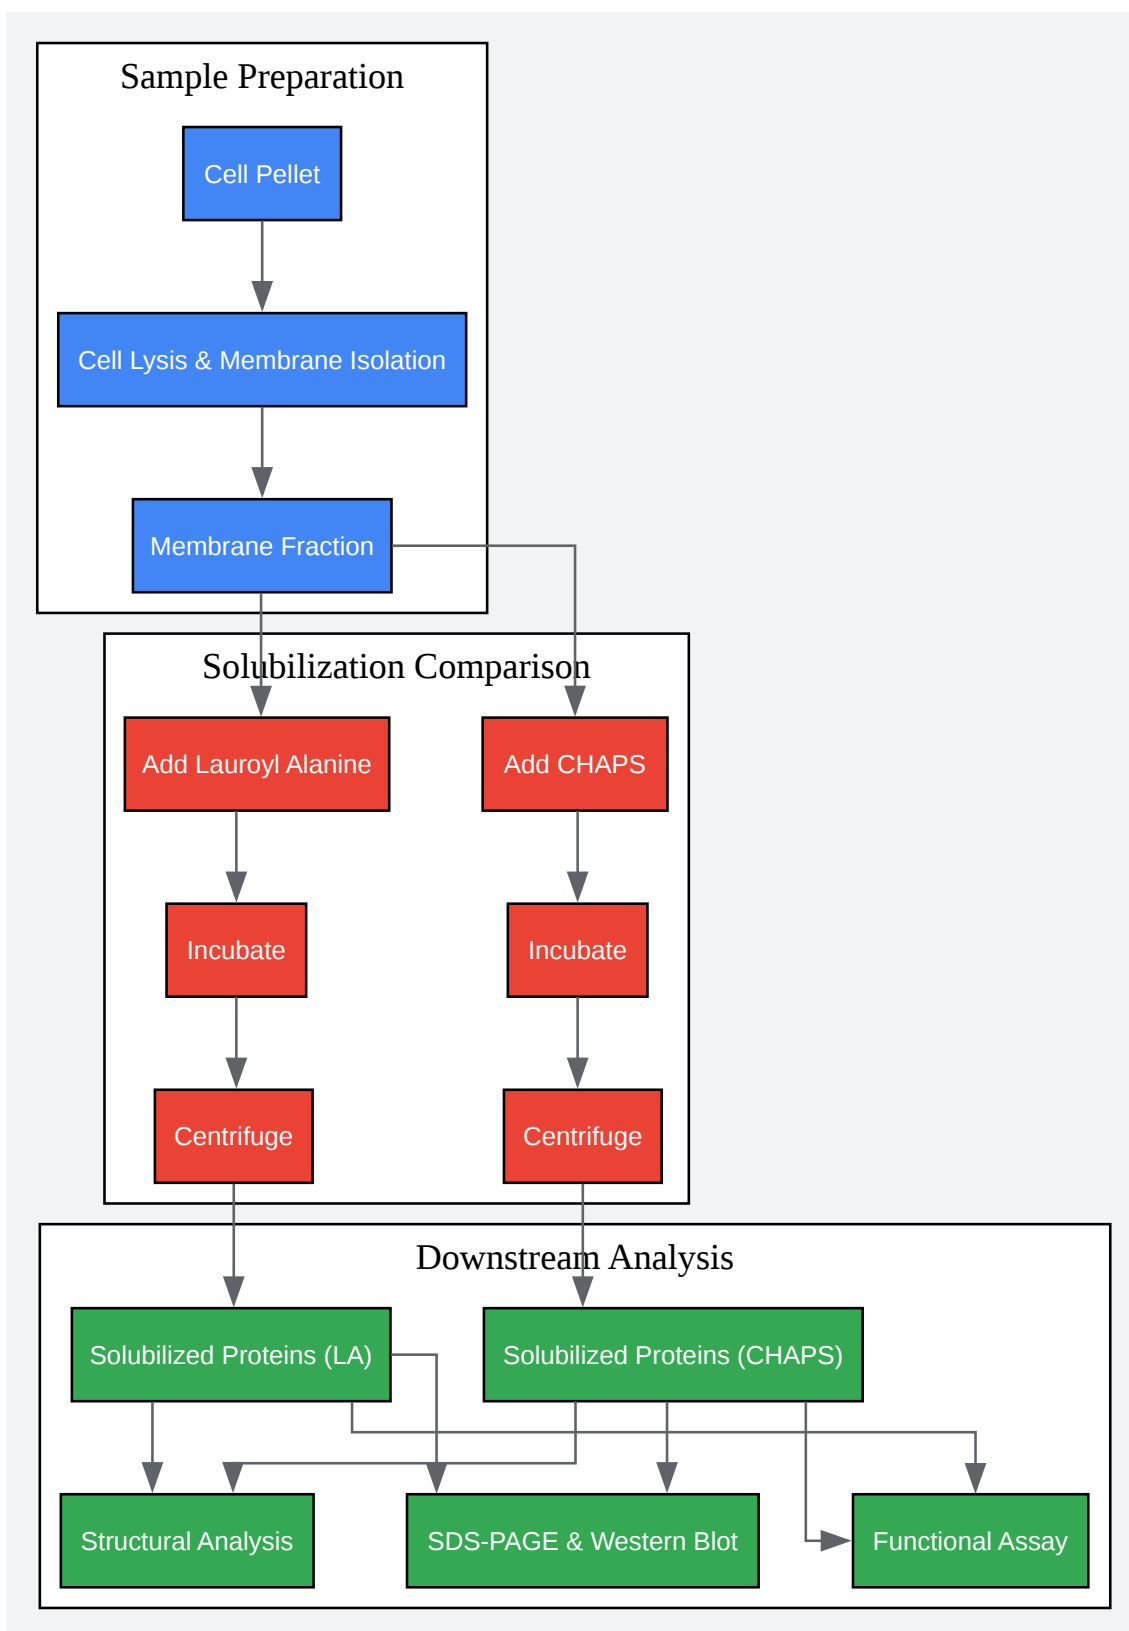 Sample Preparation
Cell Pellet
Cell Lysis & Membrane Isolation
Membrane Fraction
Solubilization Comparison
Add Lauroyl Alanine
Add CHAPS
Incubate
Incubate
Centrifuge
Centrifuge
Downstream Analysis
Solubilized Proteins (LA)
Solubilized Proteins (CHAPS)
Structural Analysis
SDS-PAGE & Western Blot
Functional Assay